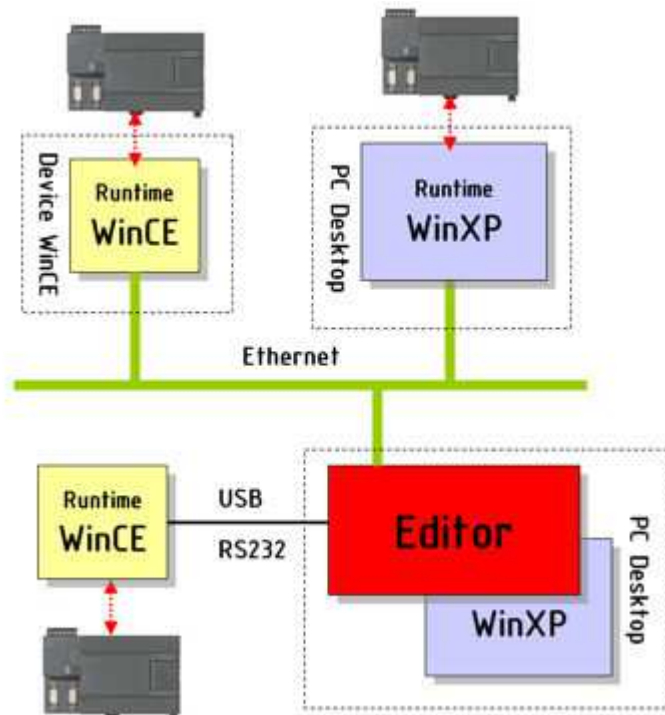 Device WinCE
Runtime
WinCE
Runtime
WinXP
PC Desktop
Ethernet
Runtime
WinCE
USB
RS232
Editor
WinXP
PC Desktop